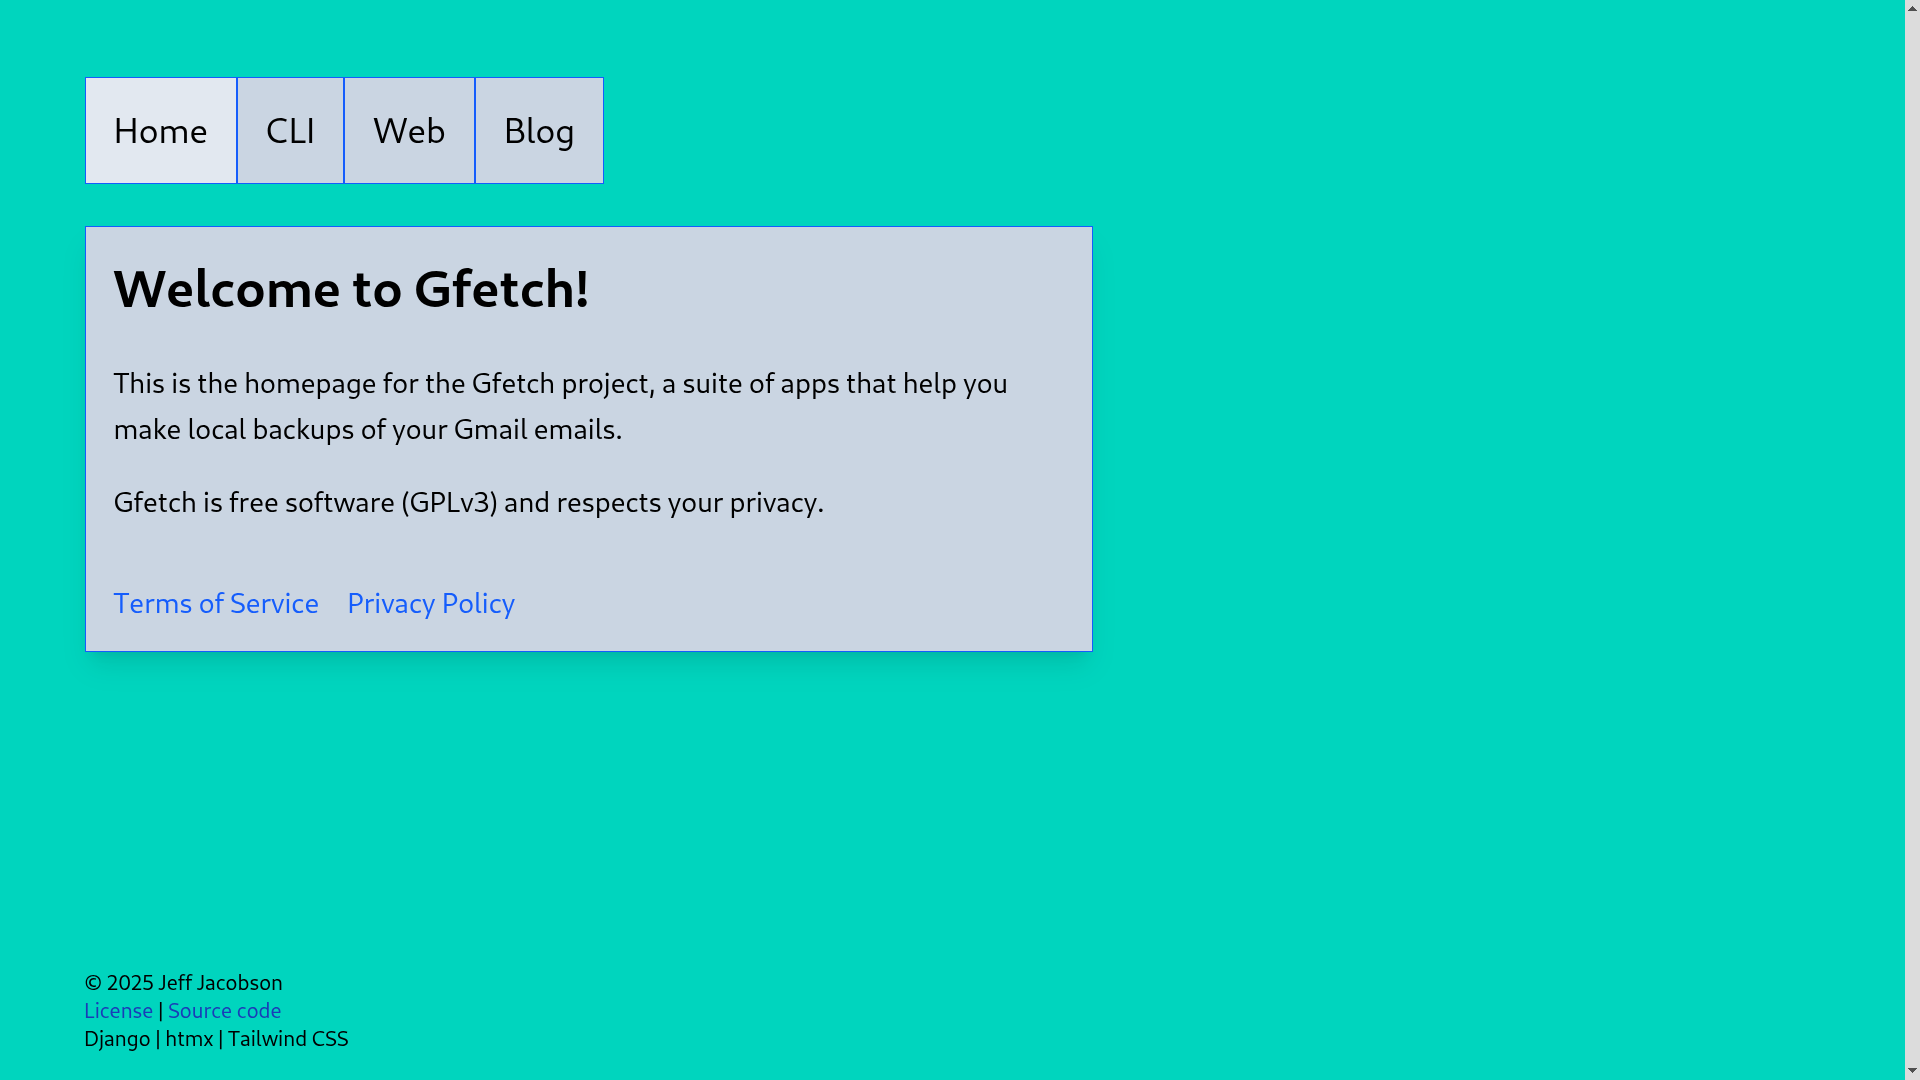 Home CLI Web Blog
Welcome to Gfetch!
This is the homepage for the Gfetch project, a suite of apps that help you
make local backups of your Gmail emails.
Gfetch is free software (GPLv3) and respects your privacy.
Terms of Service Privacy Policy
© 2025 Jeff Jacobson
License | Source code
Django | htmx | Tailwind CSS